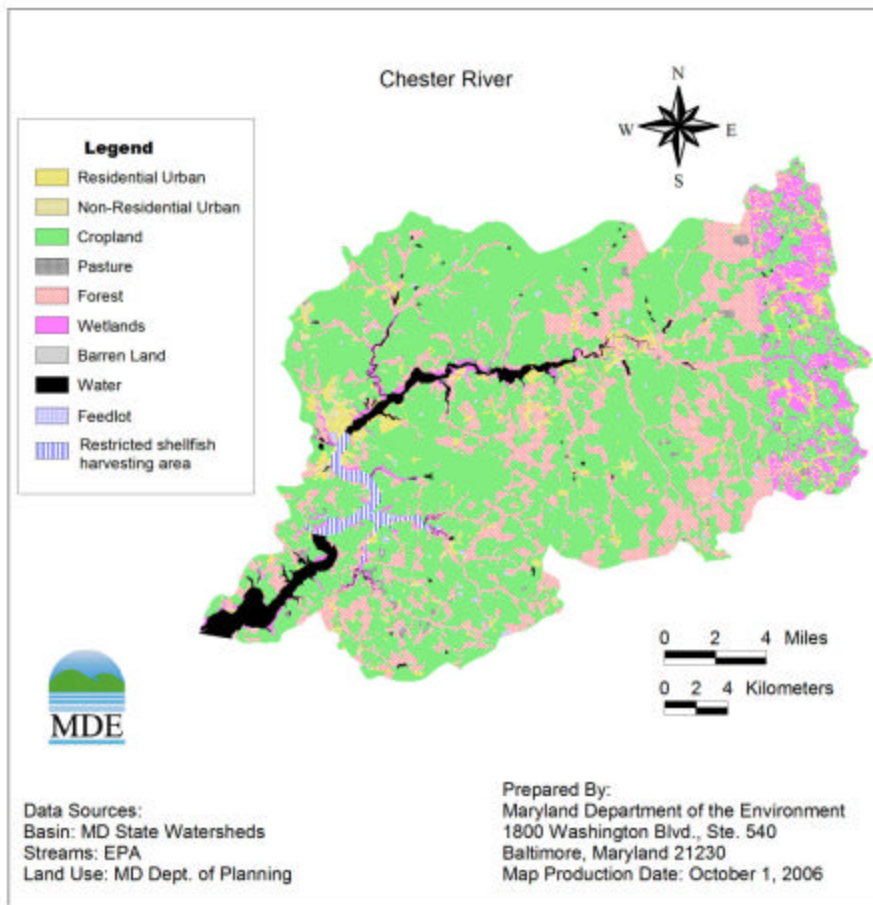 Chester River
N
W
E
S
Legend
Residential Urban
Non-Residential Urban
Cropland
Pasture
Forest
Wetlands
Barren Land
Water
Feedlot
Restricted shellfish
harvesting area
0 2 4 Miles
0 2 4 Kilometers
MDE
Data Sources:
Basin: MD State Watersheds
Streams: EPA
Land Use: MD Dept. of Planning
Prepared By:
Maryland Department of the Environment
1800 Washington Blvd., Ste. 540
Baltimore, Maryland 21230
Map Production Date: October 1, 2006